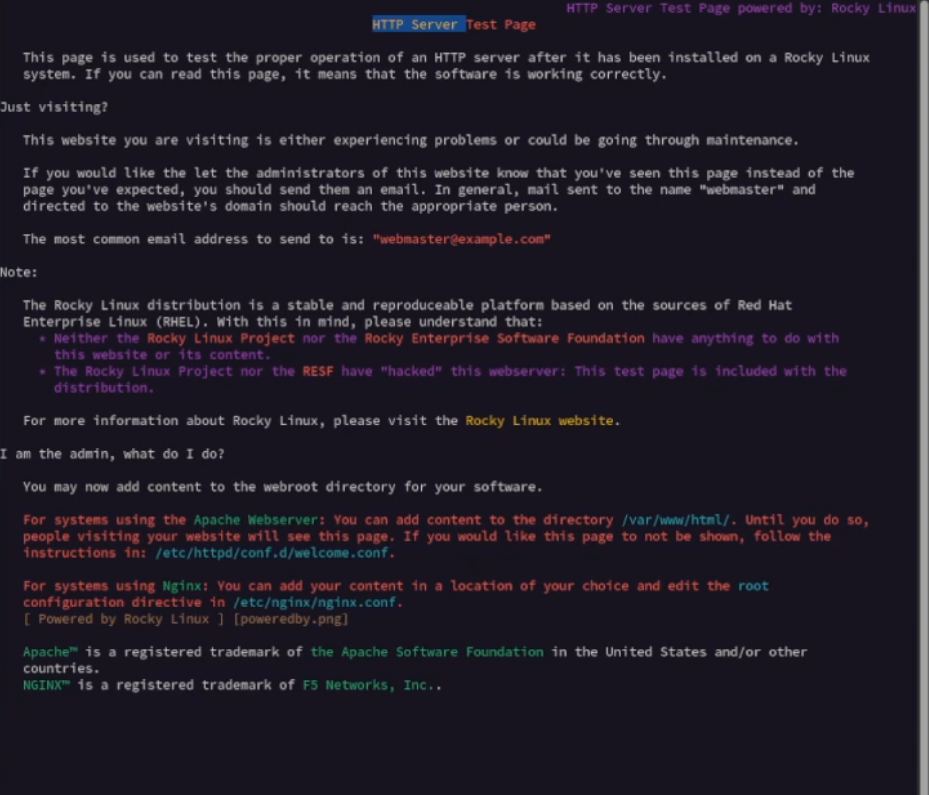 HTTP Server Test Page powered by: Rocky Linux
HTTP Server Test Page
This page is used to test the proper operation of an HTTP server after it has been installed on a Rocky Linux
system. If you can read this page, it means that the software is working correctly.
Just visiting?
This website you are visiting is either experiencing problems or could be going through maintenance.
If you would like the let the administrators of this website know that you've seen this page instead of the
page you've expected, you should send them an email. In general, mail sent to the name "webmaster" and
directed to the website's domain should reach the appropriate person.
The most common email address to send to is: "webmaster@example.com"
Note:
The Rocky Linux distribution is a stable and reproduceable platform based on the sources of Red Hat
Enterprise Linux (RHEL). With this in mind, please understand that:
* Neither the Rocky Linux Project nor the Rocky Enterprise Software Foundation have anything to do with
this website or its content.
* The Rocky Linux Project nor the RESF have "hacked" this webserver: This test page is included with the
distribution.
For more information about Rocky Linux, please visit the Rocky Linux website.
I am the admin, what do I do?
You may now add content to the webroot directory for your software.
For systems using the Apache Webserver: You can add content to the directory /var/www/html/. Until you do so,
people visiting your website will see this page. If you would like this page to not be shown, follow the
instructions in: /etc/httpd/conf.d/welcome.conf.
For systems using Nginx: You can add your content in a location of your choice and edit the root
configuration directive in /etc/nginx/nginx.conf.
[ Powered by Rocky Linux ] [poweredby.png]
Apache™ is a registered trademark of the Apache Software Foundation in the United States and/or other
countries.
NGINX™ is a registered trademark of F5 Networks, Inc..